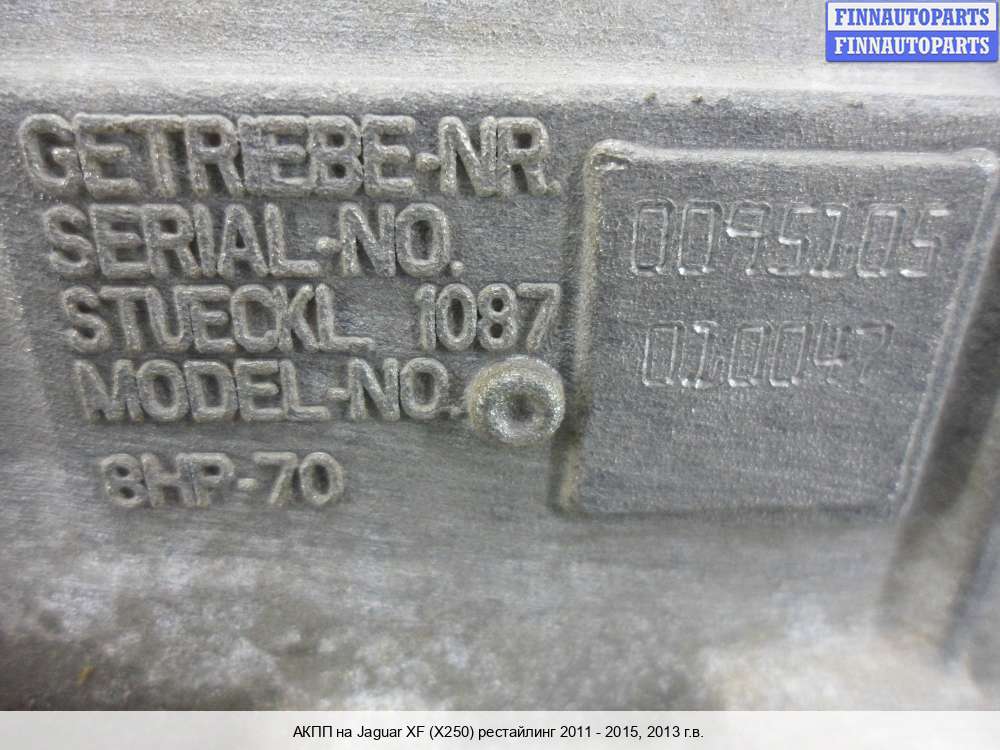 FINNAUTOPARTS
FINNAUTOPARTS
GETRIEBE-NR.
SERIAL-NO.
STUECKL. 1087
MODEL-NO.
8HP-70
0095105
010047
АКПП на Jaguar XF (X250) рестайлинг 2011 - 2015, 2013 г.в.